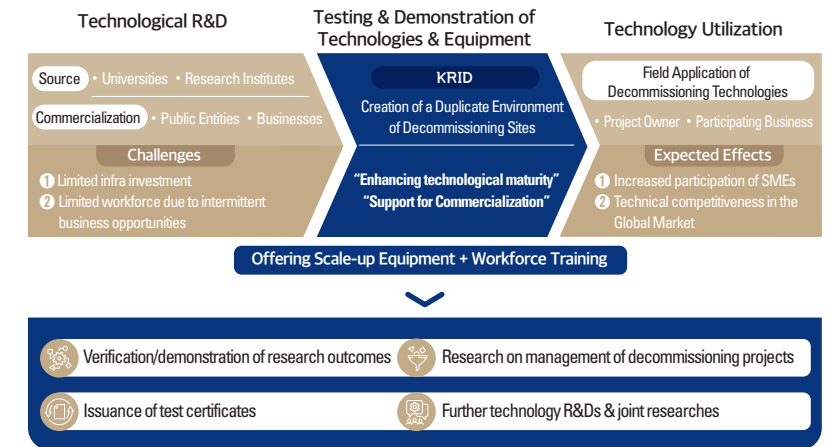 Technological R&D
Testing & Demonstration of
Technologies & Equipment
Technology Utilization
Source • Universities • Research Institutes
Commercialization • Public Entities • Businesses
Challenges
1 Limited infra investment
2 Limited workforce due to intermittent
business opportunities
KRID
Creation of a Duplicate Environment
of Decommissioning Sites
“Enhancing technological maturity”
“Support for Commercialization”
Field Application of
Decommissioning Technologies
• Project Owner • Participating Business
Expected Effects
1 Increased participation of SMEs
2 Technical competitiveness in the
Global Market
Offering Scale-up Equipment + Workforce Training
Verification/demonstration of research outcomes
Research on management of decommissioning projects
Issuance of test certificates
Further technology R&Ds & joint researches